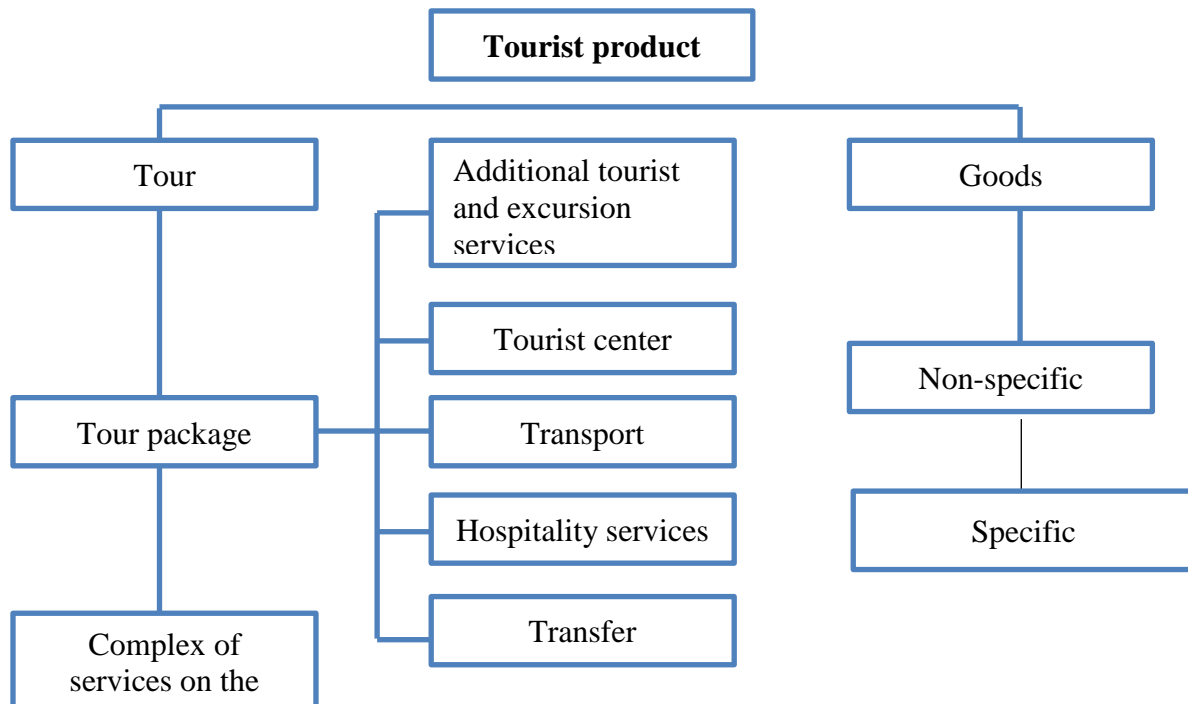 Tourist product
Tour
Additional tourist
and excursion
services
Goods
Tourist center
Non-specific
Tour package
Transport
Hospitality services
Specific
Transfer
Complex of
services on the